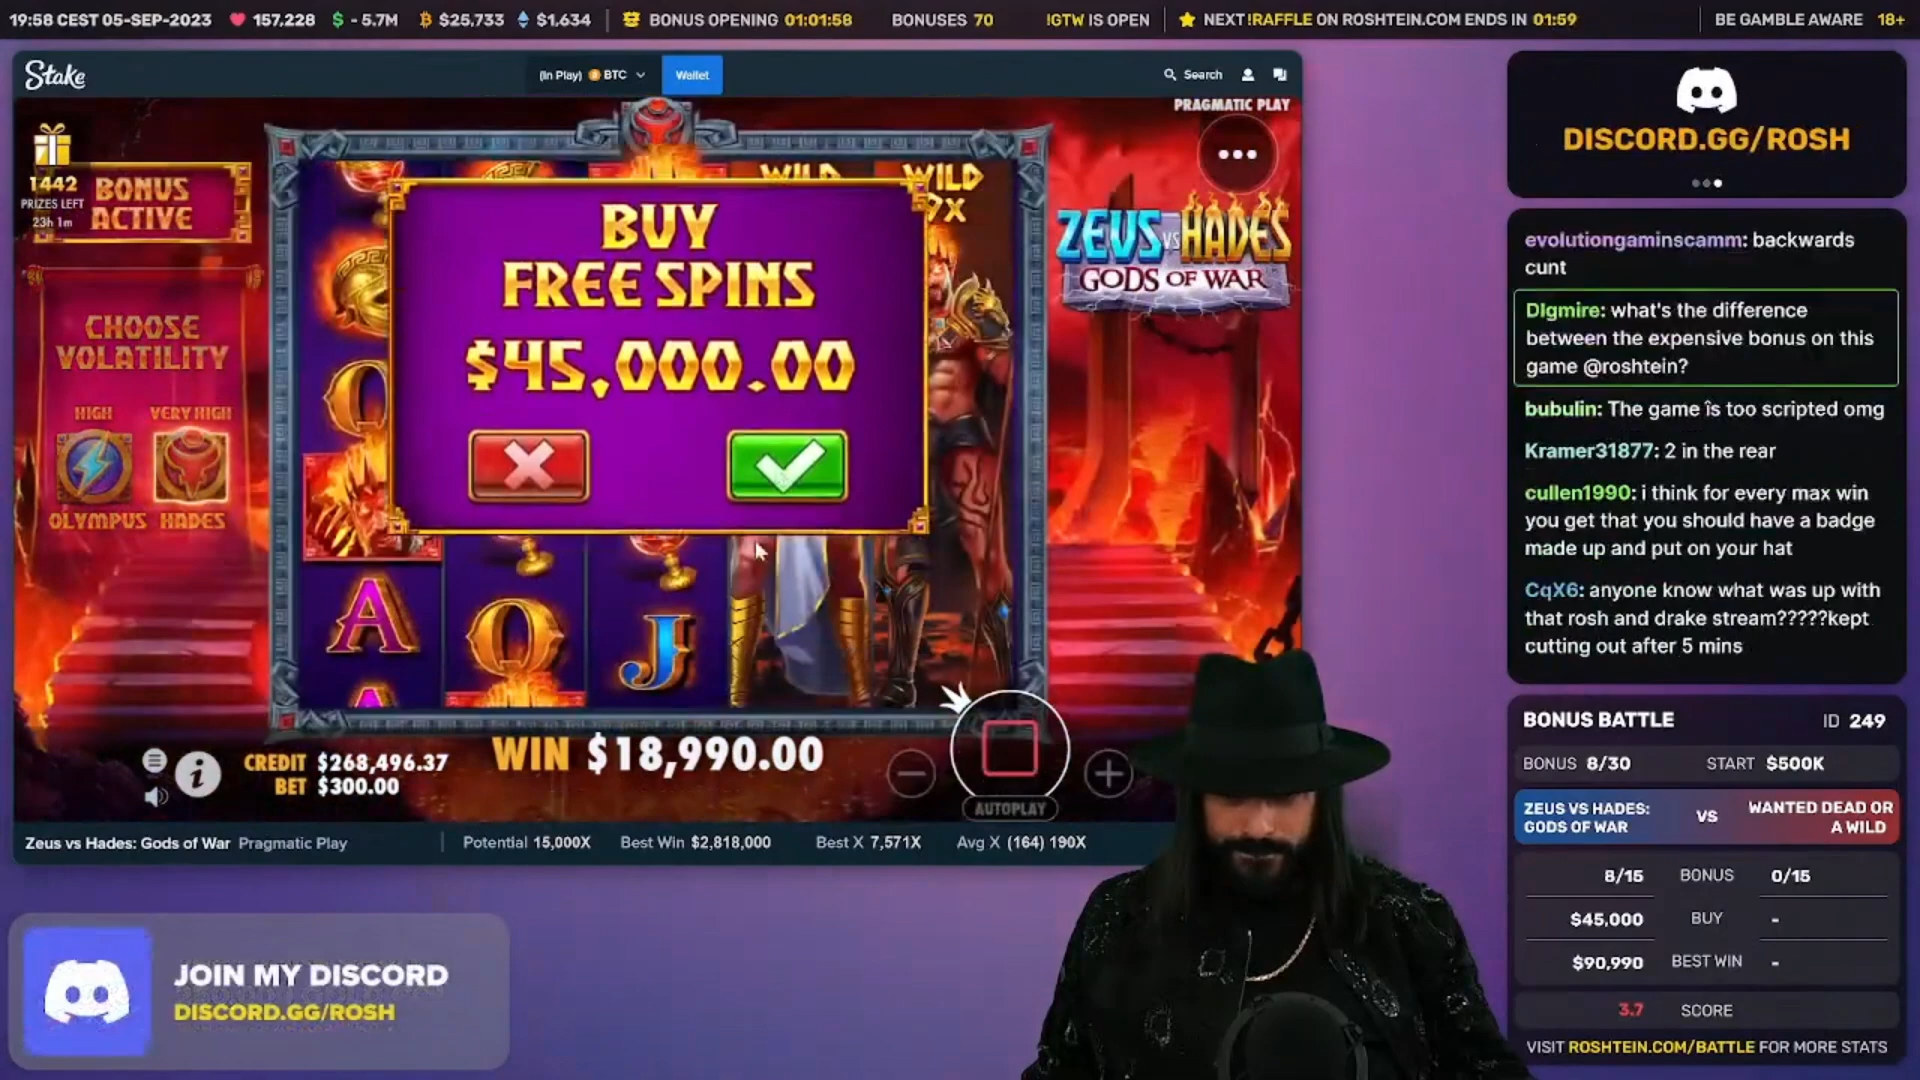 19:58 CEST 05-SEP-2023 157,228 $ - 5.7M $25,733 $1,634 BONUS OPENING 01:01:58 BONUSES 70 !GTW IS OPEN NEXT !RAFFLE ON ROSHTEIN.COM ENDS IN 01:59 BE GAMBLE AWARE 18+
Stake
(In Play) BTC Wallet
Search
PRAGMATIC PLAY
1442
PRIZES LEFT
23h 1m
BONUS
ACTIVE
CHOOSE
VOLATILITY
HIGH VERY HIGH
OLYMPUS HADES
WILD WILD
X
BUY
FREE SPINS
$45,000.00
A
Q
J
ZEUS VS HADES
GODS OF WAR
CREDIT $268,496.37
BET $300.00
WIN $18,990.00
AUTOPLAY
Zeus vs Hades: Gods of War Pragmatic Play Potential 15,000X Best Win $2,818,000 Best X 7,571X Avg X (164) 190X
JOIN MY DISCORD
DISCORD.GG/ROSH
DISCORD.GG/ROSH
evolutiongaminscamm: backwards
cunt
DIgmire: what's the difference
between the expensive bonus on this
game @roshtein?
bubulin: The game îs too scripted omg
Kramer31877: 2 in the rear
cullen1990: i think for every max win
you get that you should have a badge
made up and put on your hat
CqX6: anyone know what was up with
that rosh and drake stream?????kept
cutting out after 5 mins
BONUS BATTLE ID 249
BONUS 8/30 START $500K
ZEUS VS HADES:
GODS OF WAR
VS
WANTED DEAD OR
A WILD
8/15 BONUS 0/15
$45,000 BUY -
$90,990 BEST WIN -
3.7 SCORE
VISIT ROSHTEIN.COM/BATTLE FOR MORE STATS